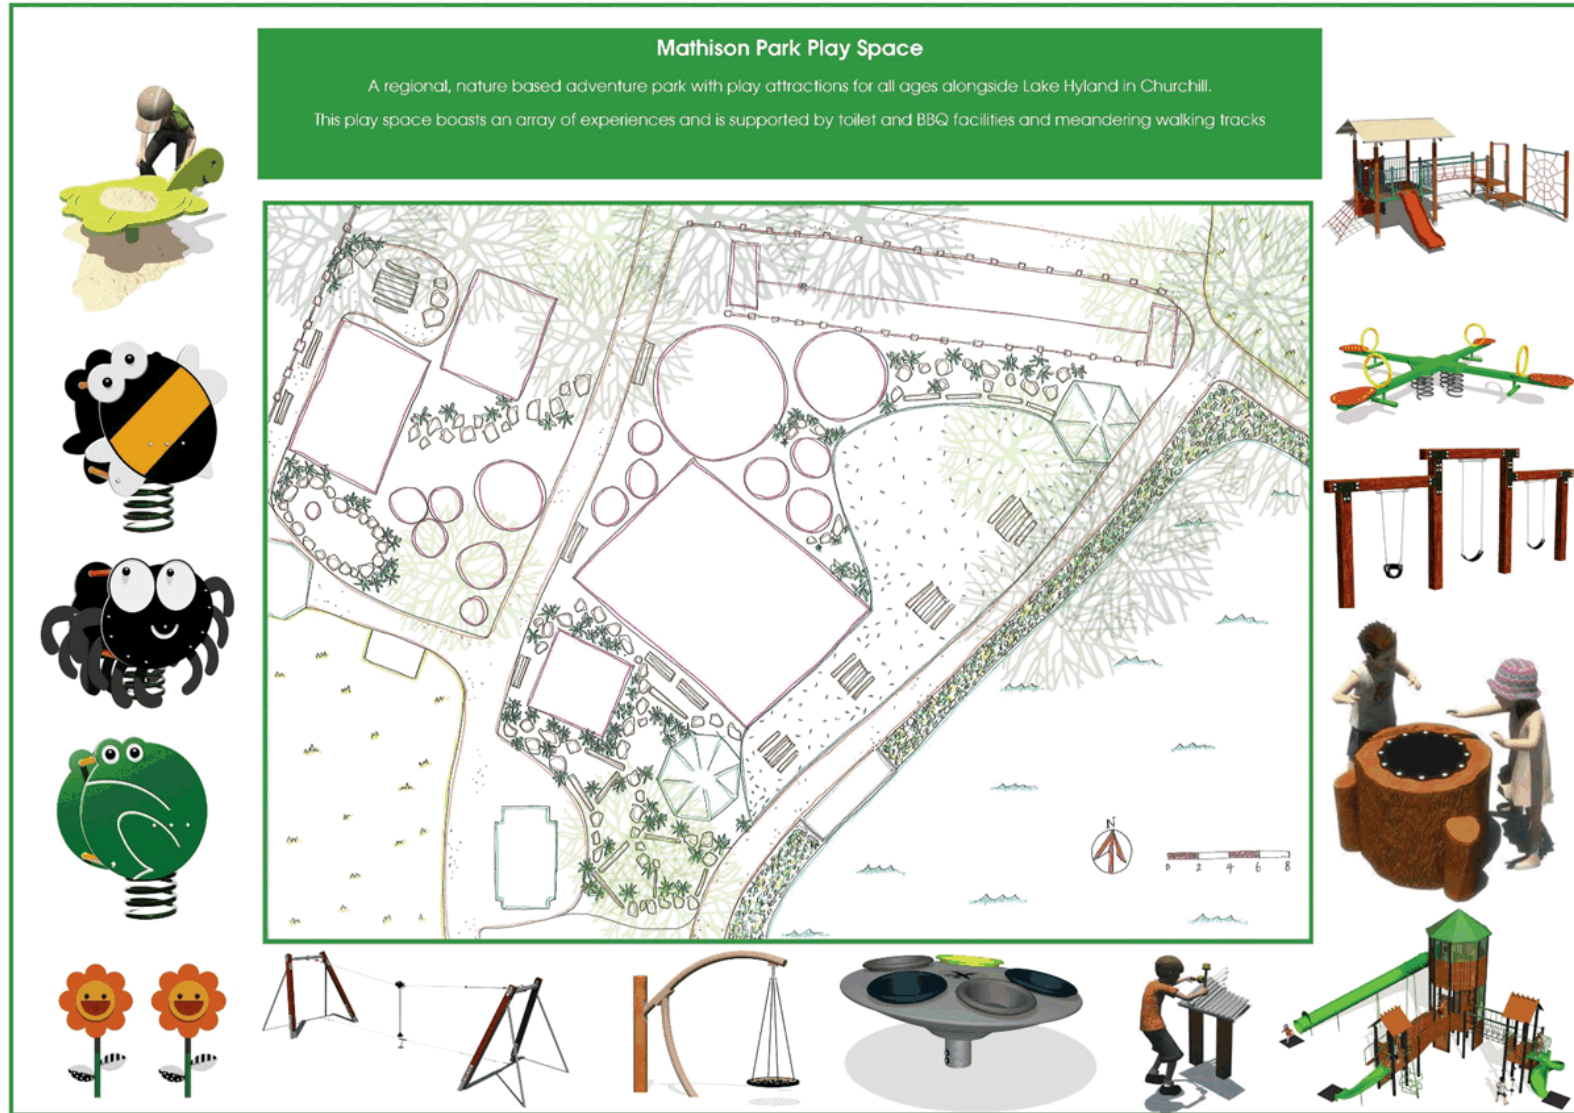 Mathison Park Play Space
A regional, nature based adventure park with play attractions for all ages alongside Lake Hyland in Churchill.
This play space boasts an array of experiences and is supported by toilet and BBQ facilities and meandering walking tracks
N
0 2 4 6 8